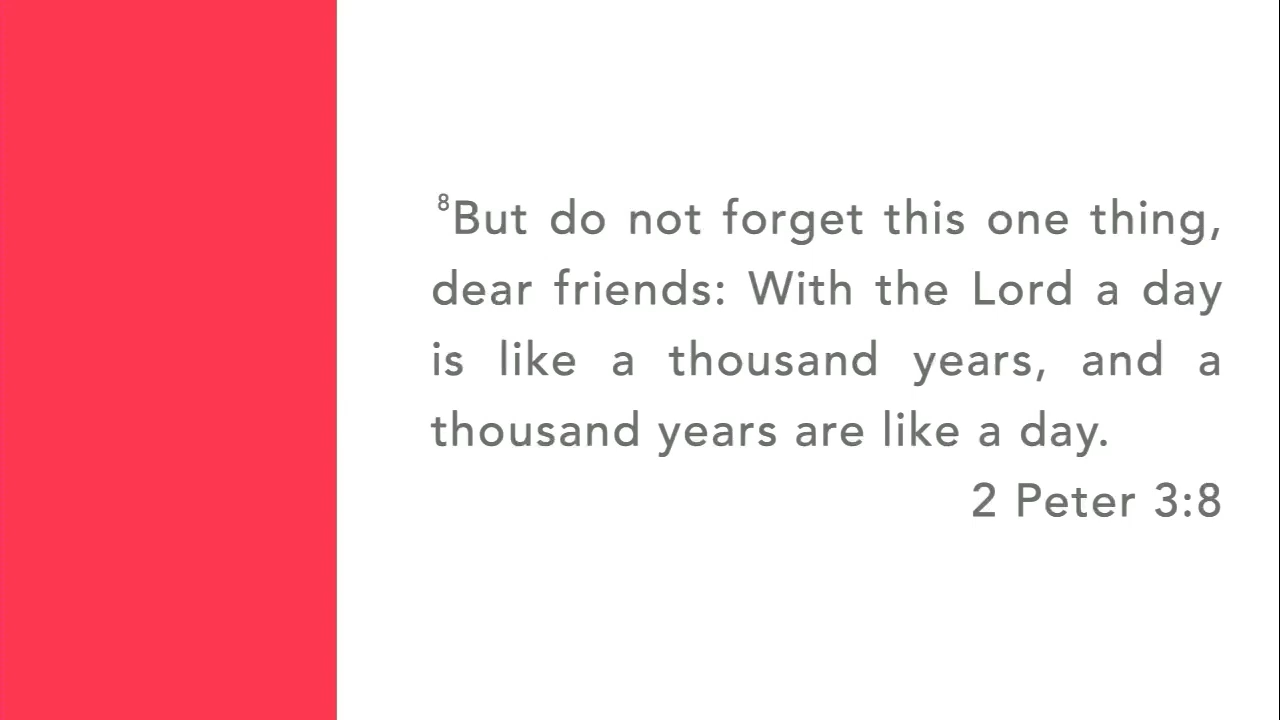 ⁸But do not forget this one thing,
dear friends: With the Lord a day
is like a thousand years, and a
thousand years are like a day.
2 Peter 3:8